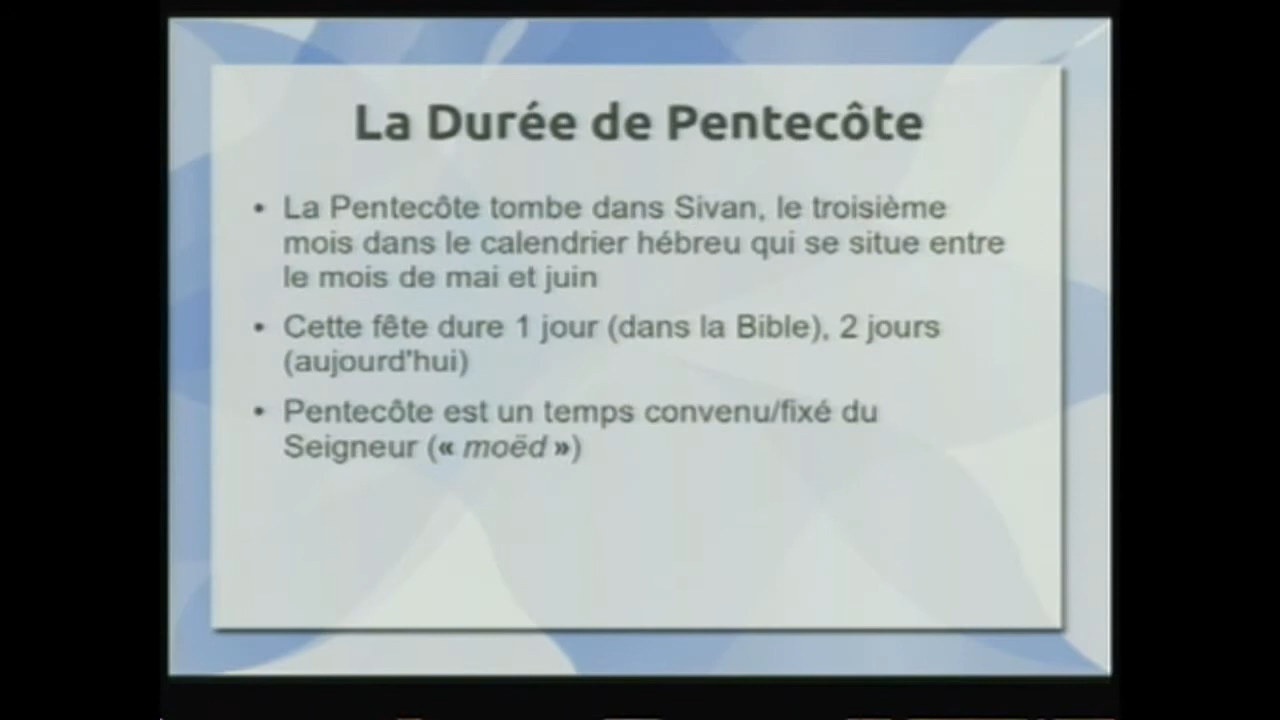 La Durée de Pentecôte
• La Pentecôte tombe dans Sivan, le troisième
mois dans le calendrier hébreu qui se situe entre
le mois de mai et juin
• Cette fête dure 1 jour (dans la Bible), 2 jours
(aujourd'hui)
• Pentecôte est un temps convenu/fixé du
Seigneur (« moëd »)